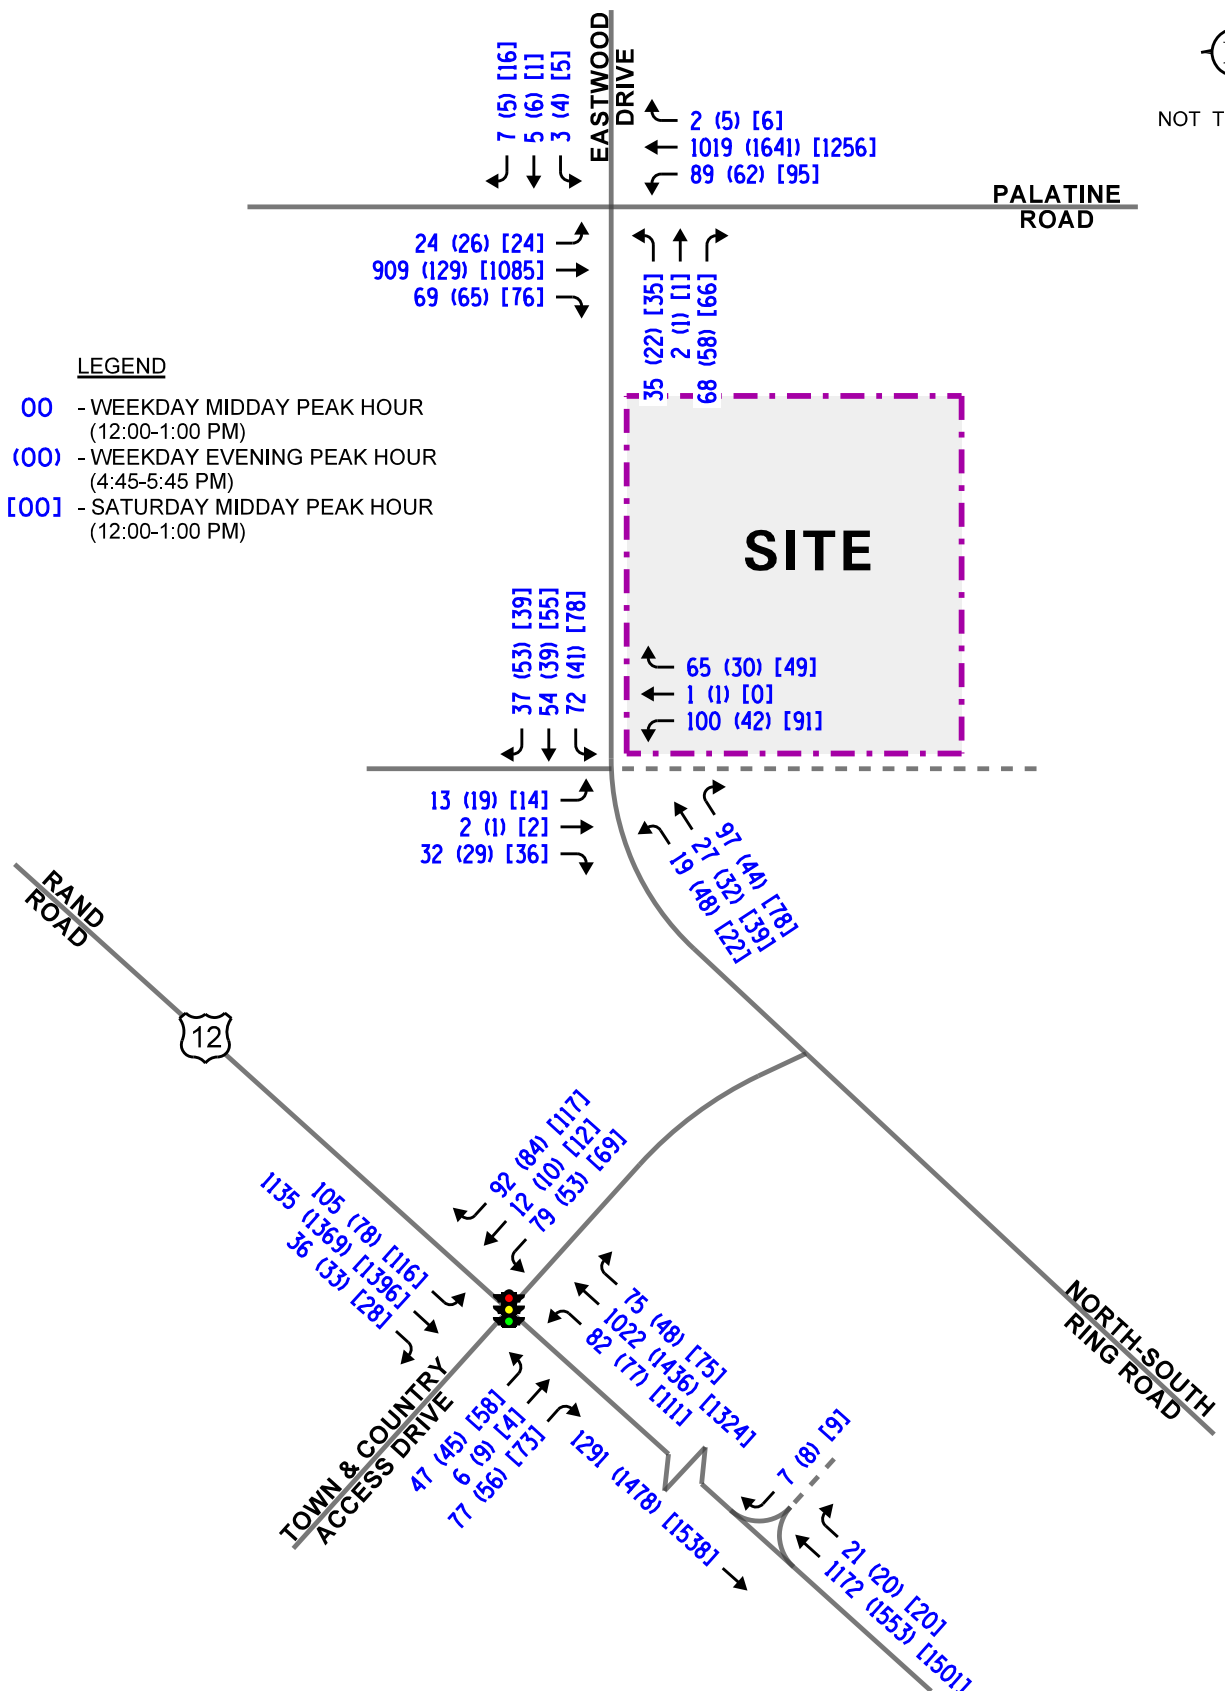 7 (5) [16]
5 (6) [1]
3 (4) [5]
EASTWOOD
DRIVE
NOT T
2 (5) [6]
1019 (1641) [1256]
89 (62) [95]
PALATINE
ROAD
24 (26) [24]
909 (129) [1085]
69 (65) [76]
35 (22) [35]
2 (1) [1]
68 (58) [66]
LEGEND
00 - WEEKDAY MIDDAY PEAK HOUR
(12:00-1:00 PM)
(00) - WEEKDAY EVENING PEAK HOUR
(4:45-5:45 PM)
[00] - SATURDAY MIDDAY PEAK HOUR
(12:00-1:00 PM)
SITE
37 (53) [39]
54 (39) [55]
72 (41) [78]
65 (30) [49]
1 (1) [0]
100 (42) [91]
13 (19) [14]
2 (1) [2]
32 (29) [36]
97 (44) [78]
27 (32) [39]
19 (48) [22]
RAND
ROAD
12
92 (84) [117]
12 (10) [12]
79 (53) [69]
105 (78) [116]
1135 (1369) [1396]
36 (33) [28]
75 (48) [75]
1022 (1436) [1324]
82 (77) [111]
NORTH-SOUTH
RING ROAD
TOWN & COUNTRY
ACCESS DRIVE
47 (45) [58]
6 (9) [4]
77 (56) [73]
1291 (1478) [1538]
7 (8) [9]
21 (20) [20]
1172 (1553) [1501]